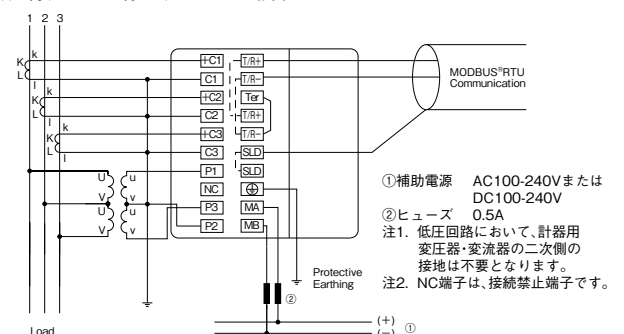 1 2 3
K k
L l
K k
L l
K k
L l
U u
V v
U u
V v
+C1 T/R+
C1 T/R-
+C2 Ter
C2 T/R+
+C3 T/R-
C3 SLD
P1 SLD
NC
P3 MA
P2 MB
MODBUS®RTU
Communication
①補助電源 AC100-240Vまたは
DC100-240V
②ヒューズ 0.5A
注1. 低圧回路において、計器用
変圧器・変流器の二次側の
接地は不要となります。
注2. NC端子は、接続禁止端子です。
Protective
Earthing
②
(+)
(−) ①
Load